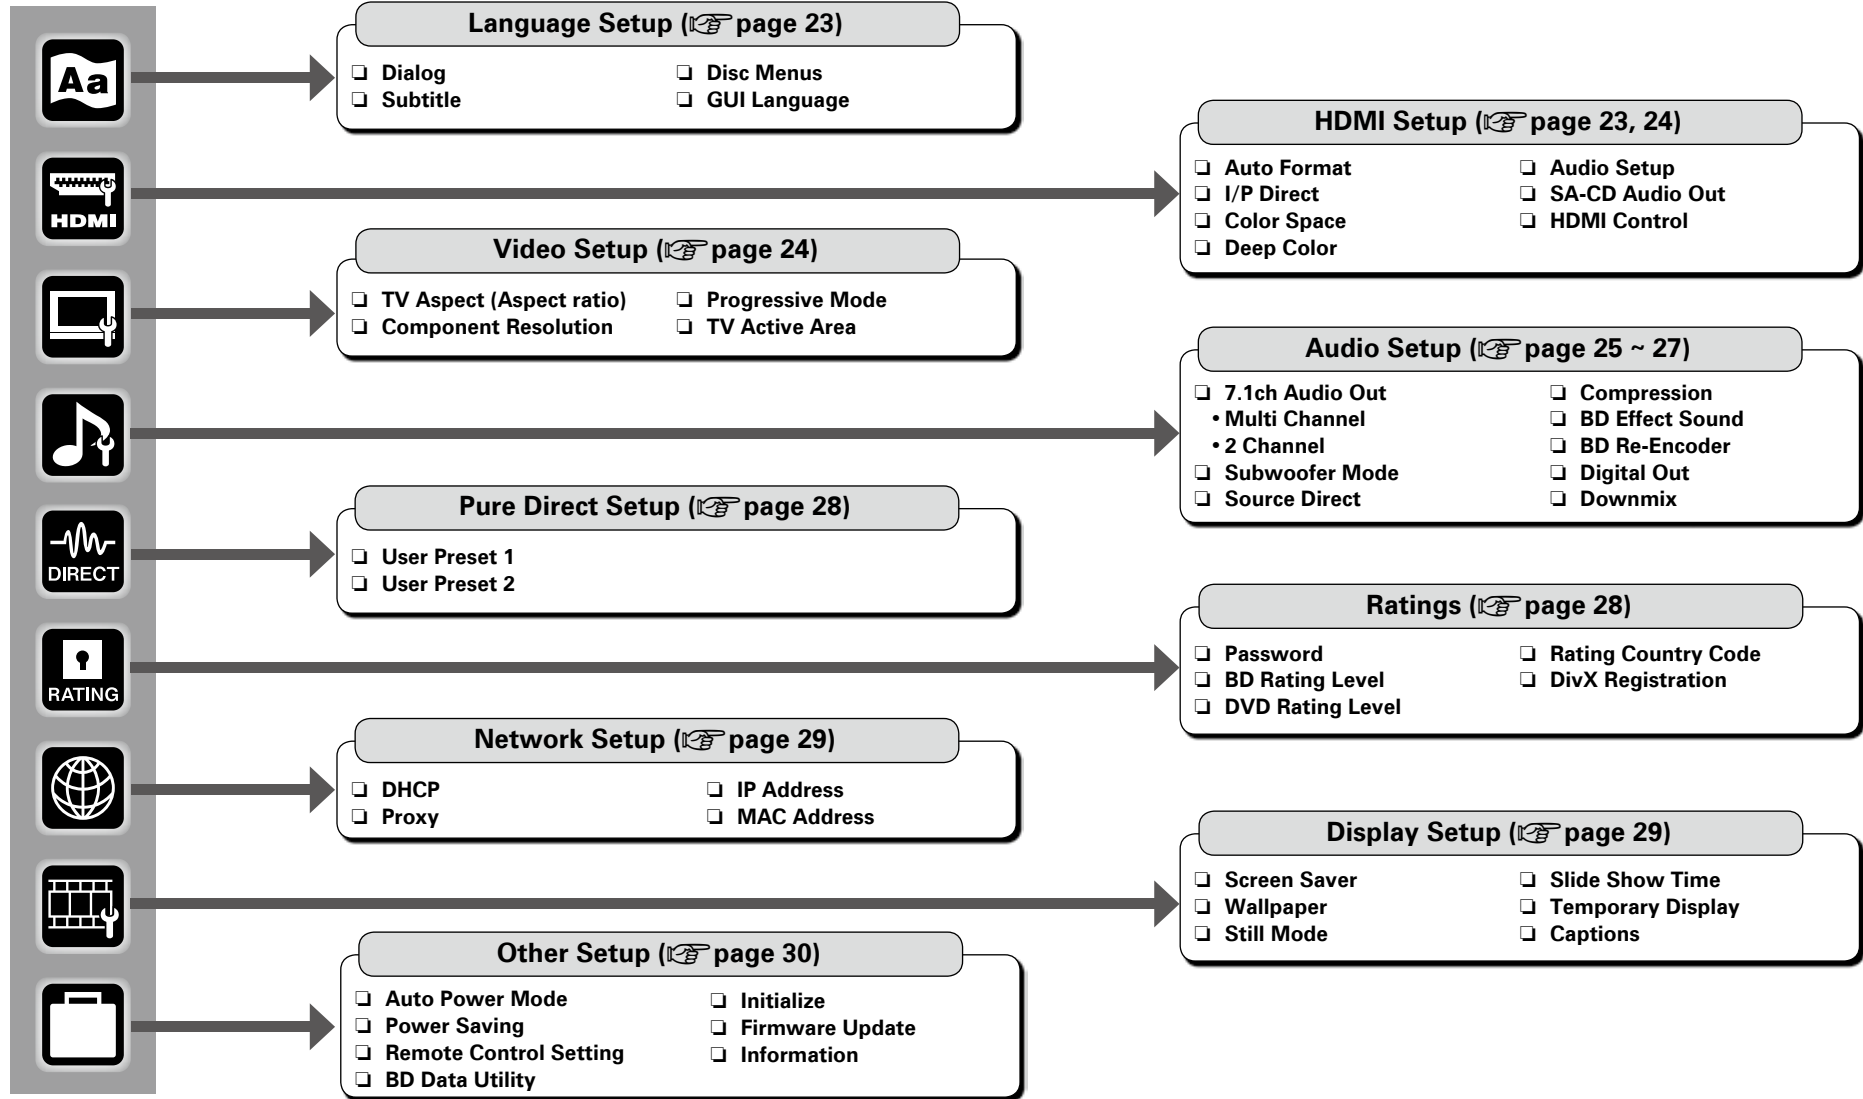 Aa
Language Setup (☞page 23)
❏ Dialog
❏ Subtitle
❏ Disc Menus
❏ GUI Language
HDMI
HDMI Setup (☞page 23, 24)
❏ Auto Format
❏ I/P Direct
❏ Color Space
❏ Deep Color
❏ Audio Setup
❏ SA-CD Audio Out
❏ HDMI Control
Video Setup (☞page 24)
❏ TV Aspect (Aspect ratio)
❏ Component Resolution
❏ Progressive Mode
❏ TV Active Area
Audio Setup (☞page 25 ~ 27)
❏ 7.1ch Audio Out
• Multi Channel
• 2 Channel
❏ Subwoofer Mode
❏ Source Direct
❏ Compression
❏ BD Effect Sound
❏ BD Re-Encoder
❏ Digital Out
❏ Downmix
DIRECT
Pure Direct Setup (☞page 28)
❏ User Preset 1
❏ User Preset 2
RATING
Ratings (☞page 28)
❏ Password
❏ BD Rating Level
❏ DVD Rating Level
❏ Rating Country Code
❏ DivX Registration
Network Setup (☞page 29)
❏ DHCP
❏ Proxy
❏ IP Address
❏ MAC Address
Display Setup (☞page 29)
❏ Screen Saver
❏ Wallpaper
❏ Still Mode
❏ Slide Show Time
❏ Temporary Display
❏ Captions
Other Setup (☞page 30)
❏ Auto Power Mode
❏ Power Saving
❏ Remote Control Setting
❏ BD Data Utility
❏ Initialize
❏ Firmware Update
❏ Information